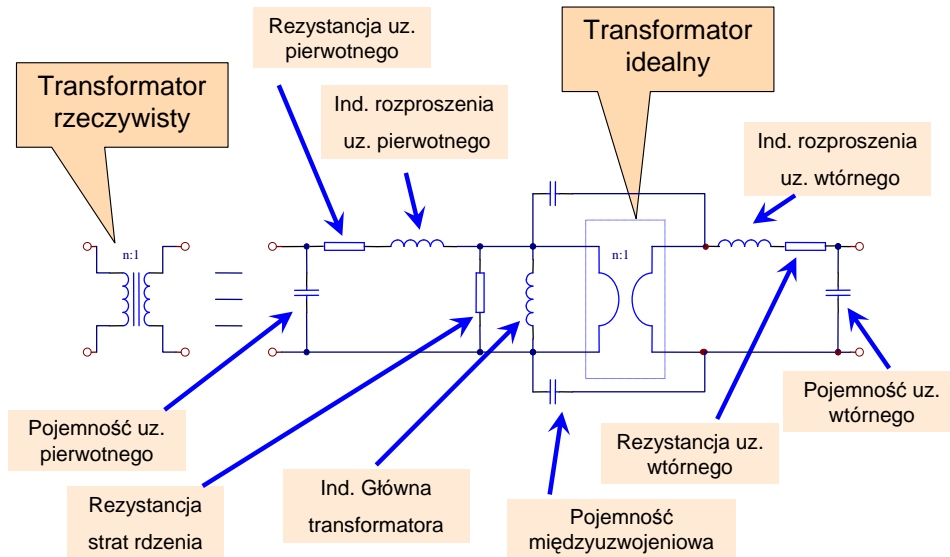 Rezystancja uz.
pierwotnego
Transformator
idealny
Transformator
rzeczywisty
Ind. rozproszenia
uz. pierwotnego
Ind. rozproszenia
uz. wtórnego
n:1
n:1
Pojemność uz.
pierwotnego
Rezystancja
strat rdzenia
Ind. Główna
transformatora
Pojemność
międzyuzwojeniowa
Rezystancja uz.
wtórnego
Pojemność uz.
wtórnego